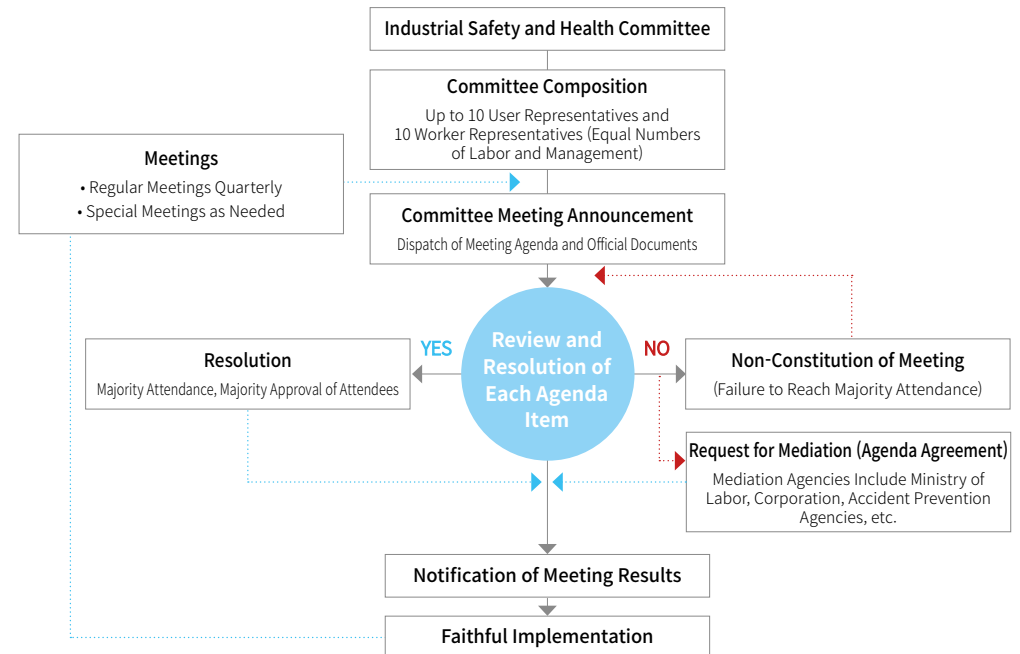 Industrial Safety and Health Committee
Committee Composition
Up to 10 User Representatives and
10 Worker Representatives (Equal Numbers
of Labor and Management)
Meetings
• Regular Meetings Quarterly
• Special Meetings as Needed
Committee Meeting Announcement
Dispatch of Meeting Agenda and Official Documents
Review and
Resolution of
Each Agenda
Item
YES
NO
Resolution
Majority Attendance, Majority Approval of Attendees
Non-Constitution of Meeting
(Failure to Reach Majority Attendance)
Request for Mediation (Agenda Agreement)
Mediation Agencies Include Ministry of
Labor, Corporation, Accident Prevention
Agencies, etc.
Notification of Meeting Results
Faithful Implementation